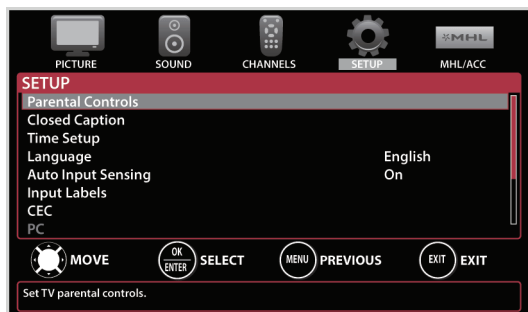 MHL
PICTURE SOUND CHANNELS SETUP MHL/ACC
SETUP
Parental Controls
Closed Caption
Time Setup
Language English
Auto Input Sensing On
Input Labels
CEC
PC
MOVE OK ENTER SELECT MENU PREVIOUS EXIT EXIT
Set TV parental controls.